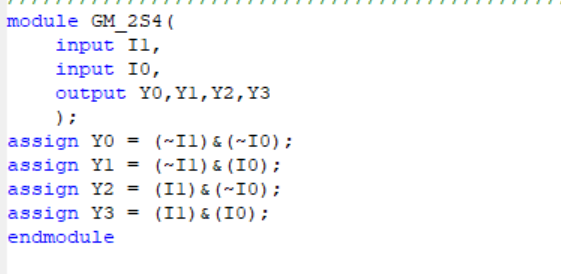 //////////////////////////////////////////////
module GM_2S4(
    input I1,
    input I0,
    output Y0,Y1,Y2,Y3
    );
assign Y0 = (~I1)&(~I0);
assign Y1 = (~I1)&(I0);
assign Y2 = (I1)&(~I0);
assign Y3 = (I1)&(I0);
endmodule